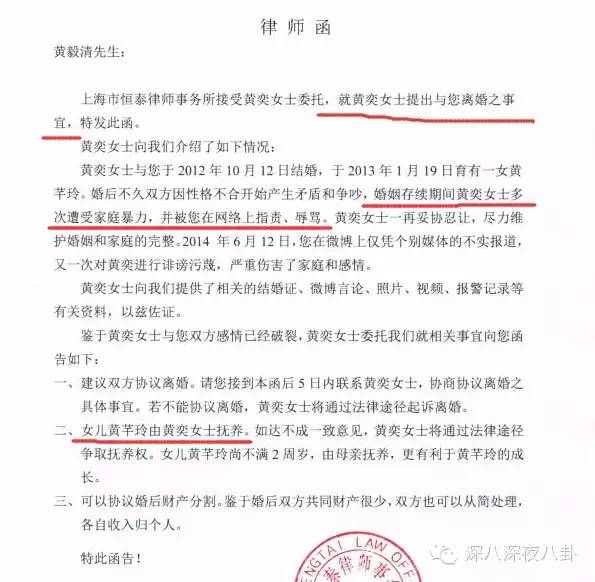 律师函
黄毅清先生：
上海市恒泰律师事务所接受黄奕女士委托，就黄奕女士提出与您离婚之事
宜，特发此函。
黄奕女士向我们介绍了如下情况：
黄奕女士与您于 2012 年 10 月 12 日结婚，于 2013 年 1 月 19 日育有一女黄
芊玲。婚后不久双方因性格不合开始产生矛盾和争吵，婚姻存续期间黄奕女士多
次遭受家庭暴力，并被您在网络上指责、辱骂。黄奕女士一再妥协忍让，尽力维
护婚姻和家庭的完整。2014 年 6 月 12 日，您在微博上仅凭个别媒体的不实报道，
又一次对黄奕进行诽谤污蔑，严重伤害了家庭和感情。
黄奕女士向我们提供了相关的结婚证、微博言论、照片、视频、报警记录等
有关资料，以兹佐证。
鉴于黄奕女士与您双方感情已经破裂，黄奕女士委托我们就相关事宜向您函
告如下：
一、建议双方协议离婚。请您接到本函后 5 日内联系黄奕女士，协商协议离婚之
具体事宜。若不能协议离婚，黄奕女士将通过法律途径起诉离婚。
二、女儿黄芊玲由黄奕女士抚养。如达不成一致意见，黄奕女士将通过法律途径
争取抚养权。女儿黄芊玲尚不满 2 周岁，由母亲抚养，更有利于黄芊玲的成
长。
三、可以协议婚后财产分割。鉴于婚后双方共同财产很少，双方也可以从简处理，
各自收入归个人。
特此函告！
ENGTAI LAW OFF
泰律师事
深八深夜八卦